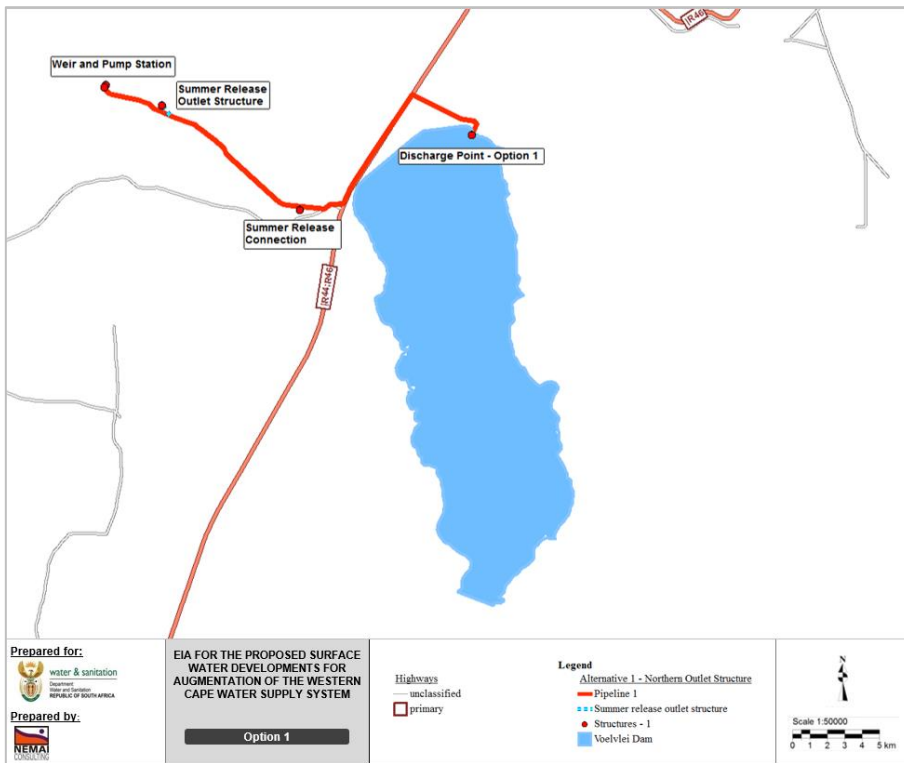 R46
Weir and Pump Station
Summer Release
Outlet Structure
Discharge Point - Option 1
Summer Release
Connection
R44;R46
Prepared for:
water & sanitation
Department
Water and Sanitation
REPUBLIC OF SOUTH AFRICA
Prepared by:
NEMAI
CONSULTING
EIA FOR THE PROPOSED SURFACE
WATER DEVELOPMENTS FOR
AUGMENTATION OF THE WESTERN
CAPE WATER SUPPLY SYSTEM
Option 1
Highways
unclassified
primary
Legend
Alternative 1 - Northern Outlet Structure
Pipeline 1
Summer release outlet structure
Structures - 1
Voelvlei Dam
N
Scale 1:50000
0 1 2 3 4 5 km